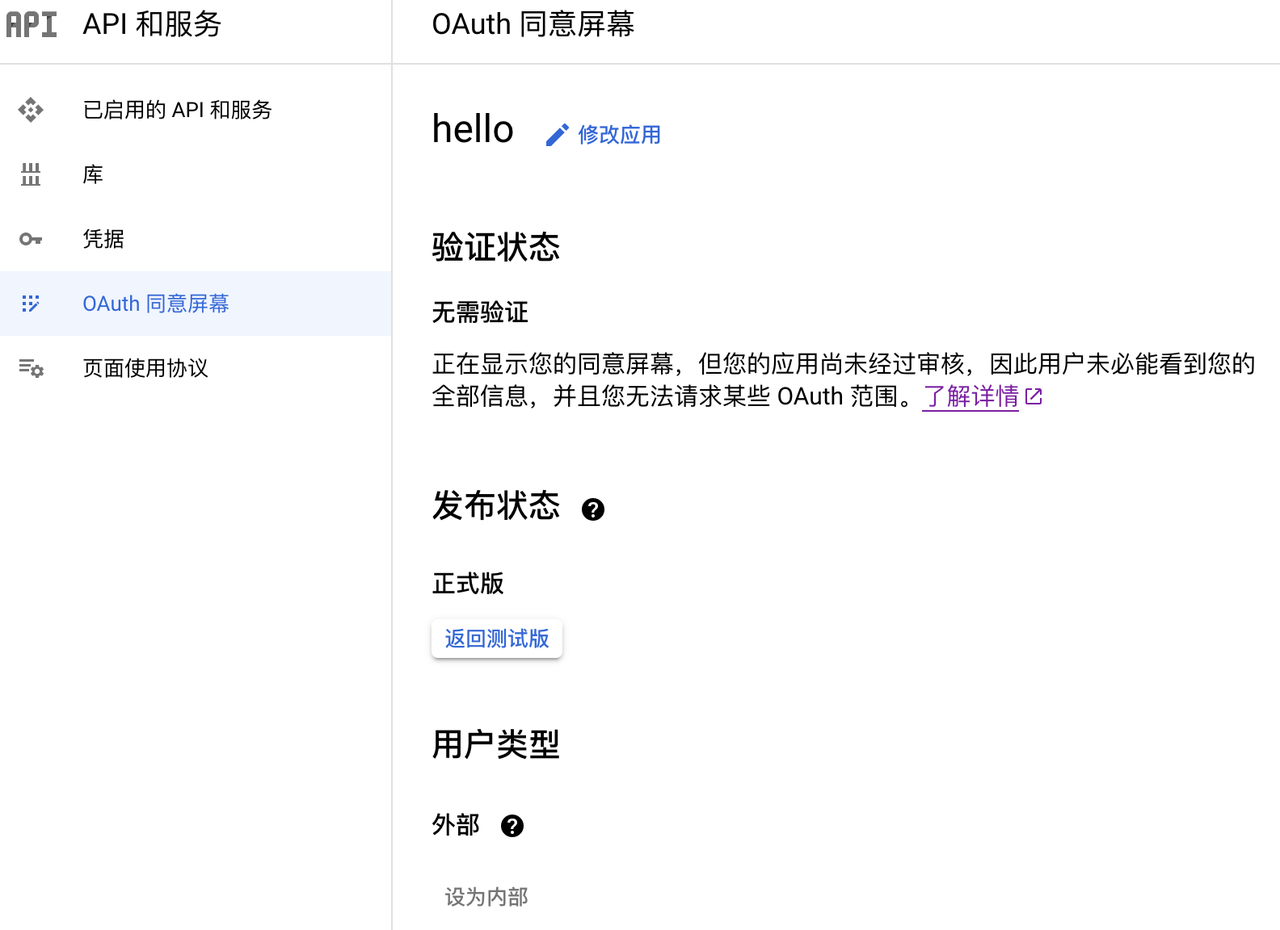 API API 和服务
OAuth 同意屏幕
已启用的 API 和服务
库
凭据
OAuth 同意屏幕
页面使用协议
hello 修改应用
验证状态
无需验证
正在显示您的同意屏幕，但您的应用尚未经过审核，因此用户未必能看到您的
全部信息，并且您无法请求某些 OAuth 范围。了解详情
发布状态
正式版
返回测试版
用户类型
外部
设为内部